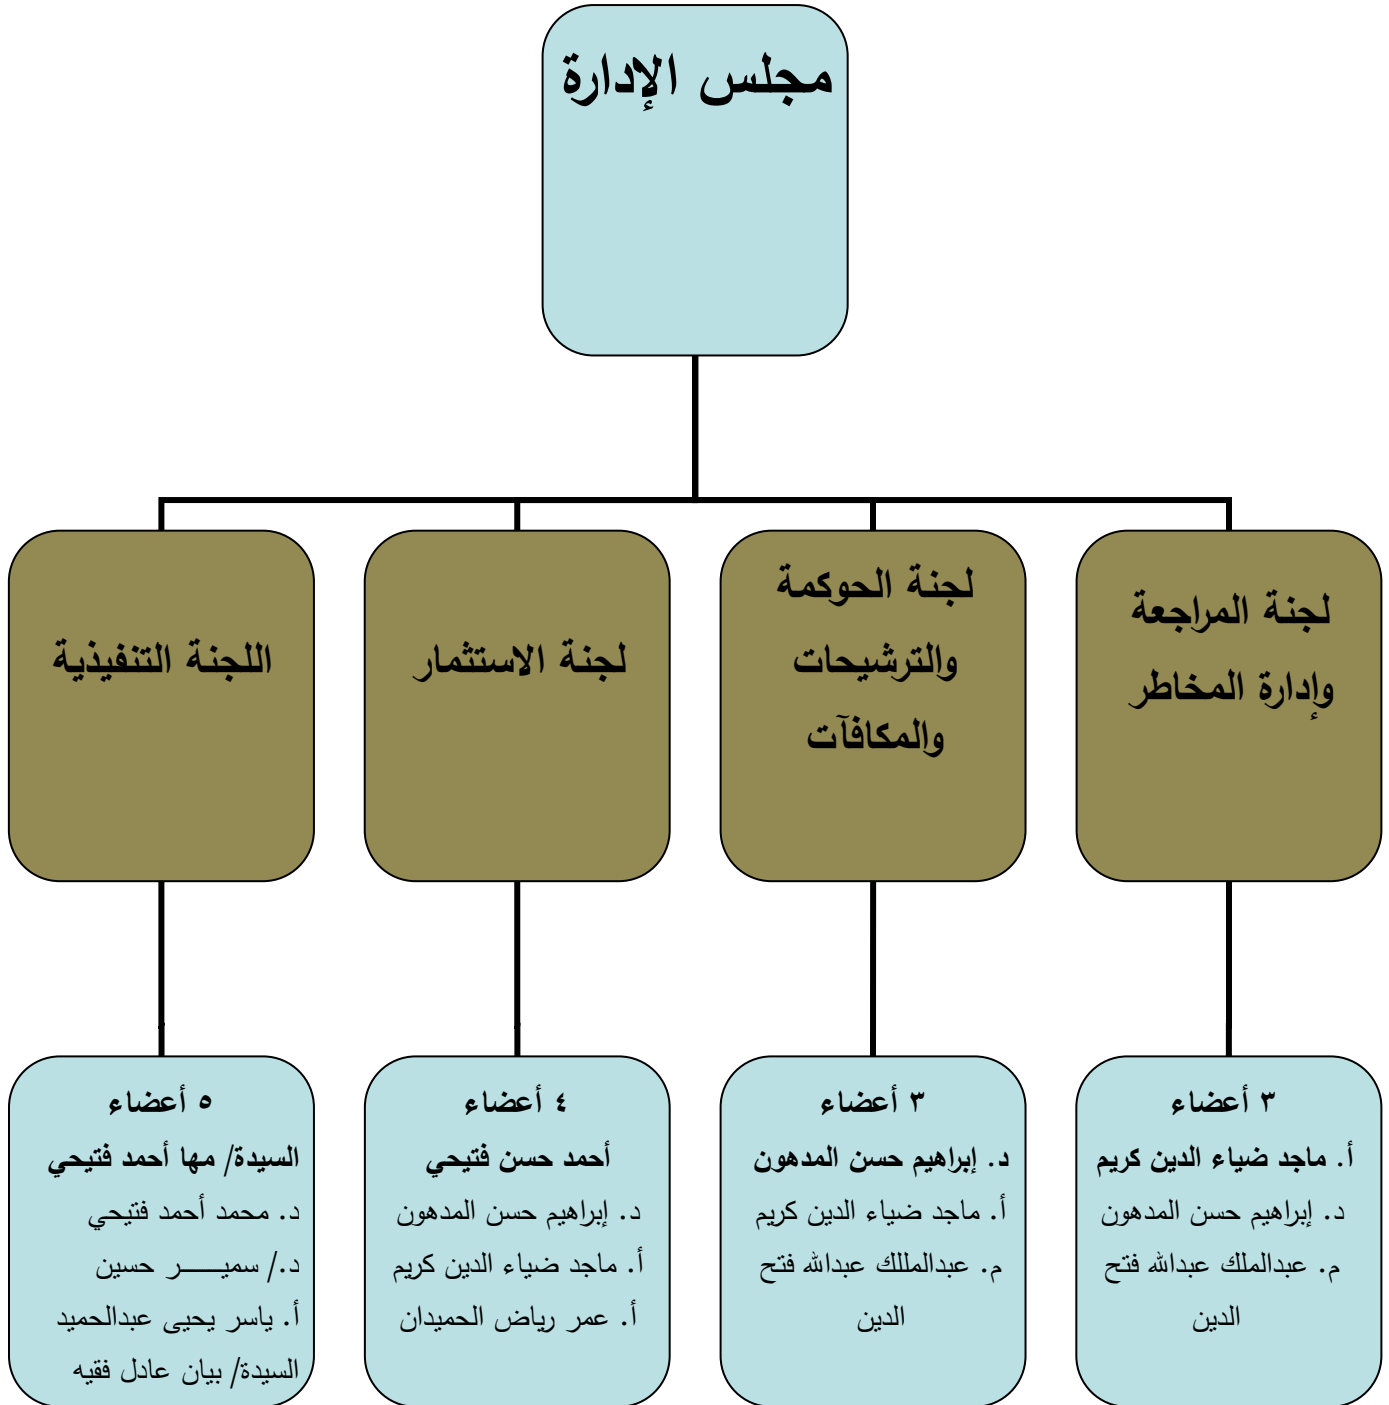 مجلس الإدارة
لجنة المراجعة
وإدارة المخاطر
لجنة الحوكمة
والترشيحات
والمكافآت
لجنة الاستثمار
اللجنة التنفيذية
٣ أعضاء
أ. ماجد ضياء الدين كريم
د. إبراهيم حسن المدهون
م. عبدالملك عبدالله فتح
الدين
٣ أعضاء
د. إبراهيم حسن المدهون
أ. ماجد ضياء الدين كريم
م. عبدالمللك عبدالله فتح
الدين
٤ أعضاء
أحمد حسن فتيحي
د. إبراهيم حسن المدهون
أ. ماجد ضياء الدين كريم
أ. عمر رياض الحميدان
٥ أعضاء
السيدة/ مها أحمد فتيحي
د. محمد أحمد فتيحي
د./ سميـــــر حسين
أ. ياسر يحيى عبدالحميد
السيدة/ بيان عادل فقيه